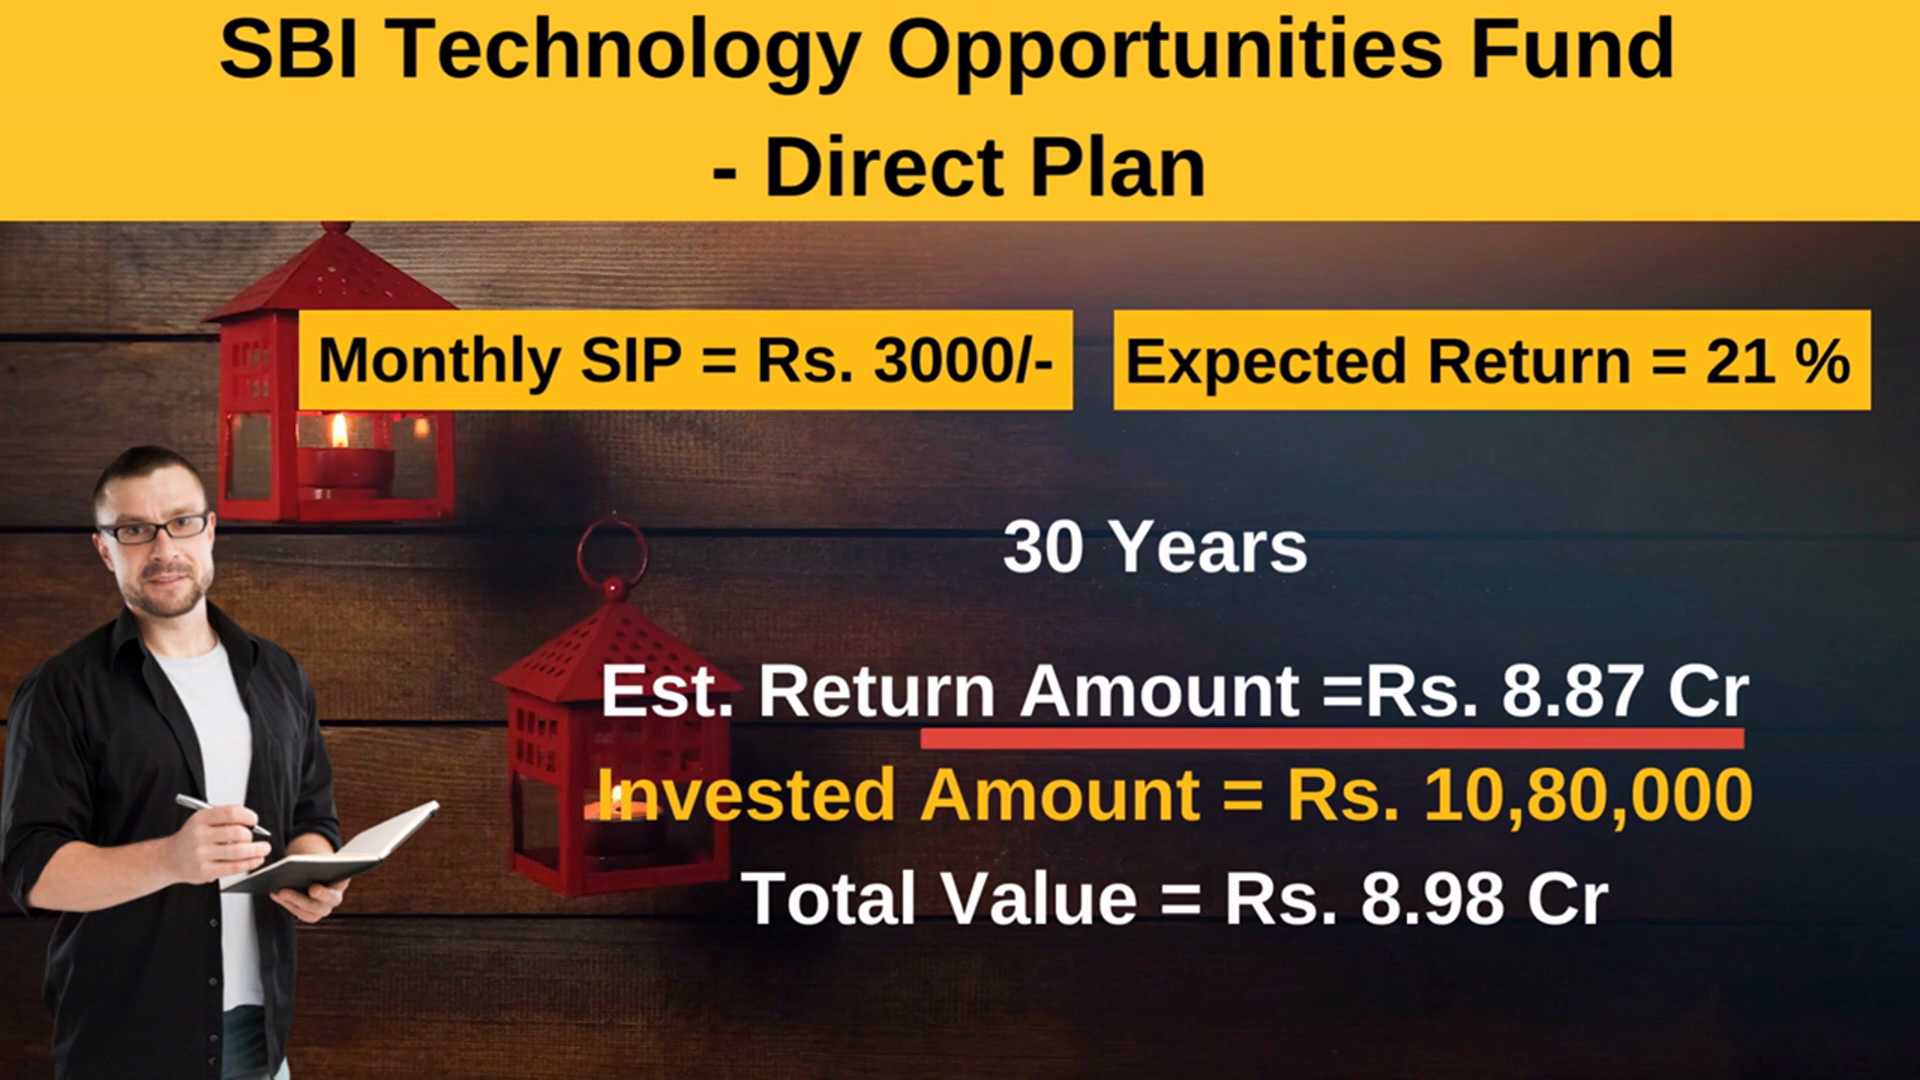 SBI Technology Opportunities Fund
- Direct Plan
Monthly SIP = Rs. 3000/-
Expected Return = 21 %
30 Years
Est. Return Amount =Rs. 8.87 Cr
Invested Amount = Rs. 10,80,000
Total Value = Rs. 8.98 Cr